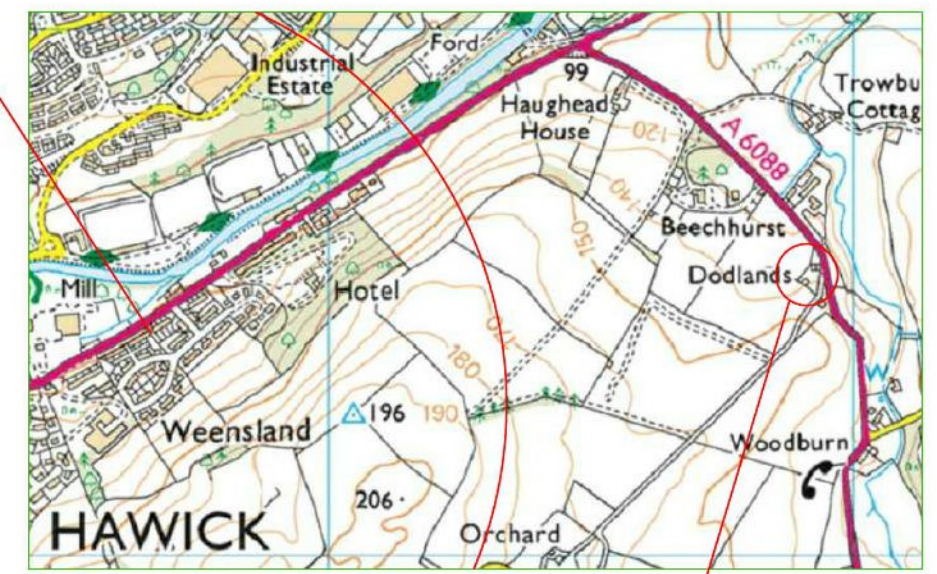 Ford
Industrial
Estate
99
Haughead
House
120
A 6088
Trowbu
Cottag
140
150
Beechhurst
Dodlands
Mill
Hotel
170
180
W
196
190
Weensland
Woodburn
206
HAWICK
Orchard